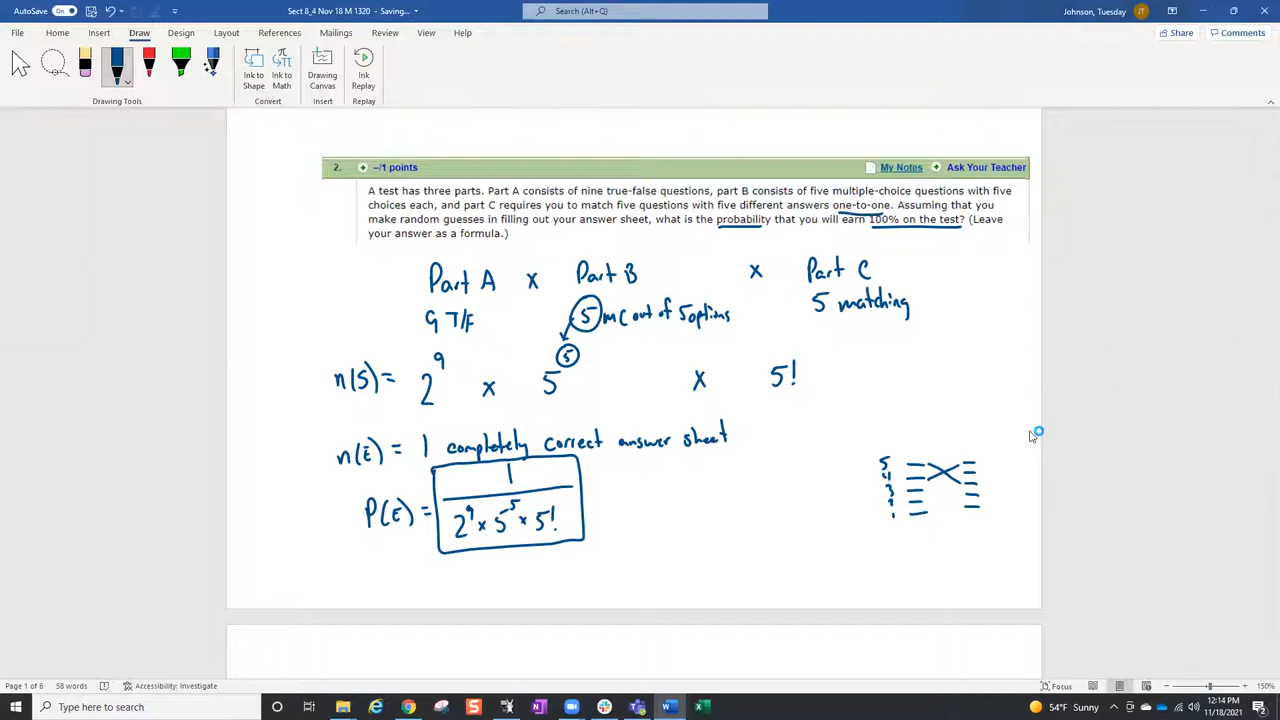 AutoSave On Sect 8_4 Nov 18 M 1320 - Saving... Search (Alt+Q) Johnson, Tuesday JT
File Home Insert Draw Design Layout References Mailings Review View Help Share Comments
Ink to Shape Ink to Math Drawing Canvas Ink Replay
Drawing Tools Convert Insert Replay
2. –/1 points My Notes Ask Your Teacher
A test has three parts. Part A consists of nine true-false questions, part B consists of five multiple-choice questions with five
choices each, and part C requires you to match five questions with five different answers one-to-one. Assuming that you
make random guesses in filling out your answer sheet, what is the probability that you will earn 100% on the test? (Leave
your answer as a formula.)
Part A x Part B x Part C
9 T/F 5 mc out of 5 options 5 matching
n(S) = 2^9 x 5^5 x 5!
n(E) = 1 completely correct answer sheet
P(E) = 1 / 2^9 x 5^5 x 5!
5
4
3
2
1
Page 1 of 6 58 words Accessibility: Investigate Focus 150%
Type here to search 54°F Sunny 12:14 PM
11/18/2021